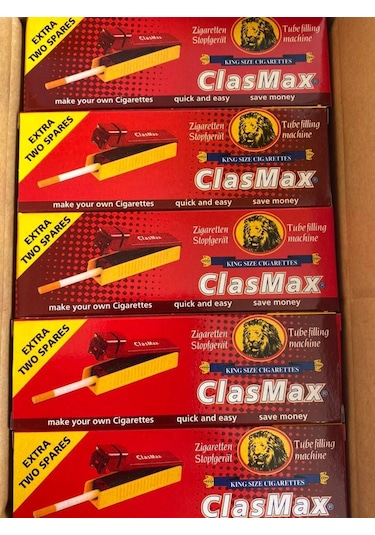 EXTRA
TWO SPARES
Zigaretten
Stopfgerät
Tube filling
machine
KING SIZE CIGARETTES
ClasMax®
make your own Cigarettes quick and easy save money
EXTRA
TWO SPARES
ClasMax
Zigaretten
Stopfgerät
Tube filling
machine
KING SIZE CIGARETTES
ClasMax®
make your own Cigarettes quick and easy save money
EXTRA
TWO SPARES
ClasMax
Zigaretten
Stopfgerät
Tube filling
machine
KING SIZE CIGARETTES
ClasMax®
make your own Cigarettes quick and easy save money
EXTRA
TWO SPARES
ClasMax
Zigaretten
Stopfgerät
Tube filling
machine
KING SIZE CIGARETTES
ClasMax®
make your own Cigarettes quick and easy save money
EXTRA
TWO SPARES
ClasMax
Zigaretten
Stopfgerät
Tube filling
machine
KING SIZE CIGARETTES
ClasMax®